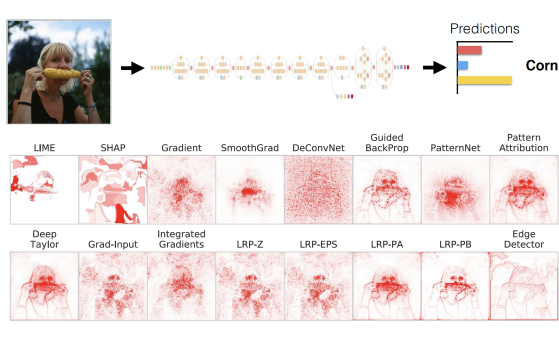 Predictions
Corn
LIME
SHAP
Gradient
SmoothGrad
DeConvNet
Guided
BackProp
PatternNet
Pattern
Attribution
Deep
Taylor
Grad-Input
Integrated
Gradients
LRP-Z
LRP-EPS
LRP-PA
LRP-PB
Edge
Detector